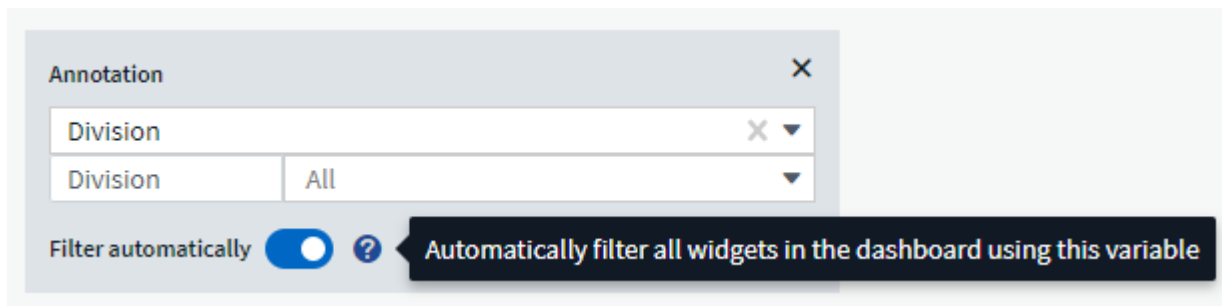 Annotation
Division
Division All
Filter automatically ? Automatically filter all widgets in the dashboard using this variable